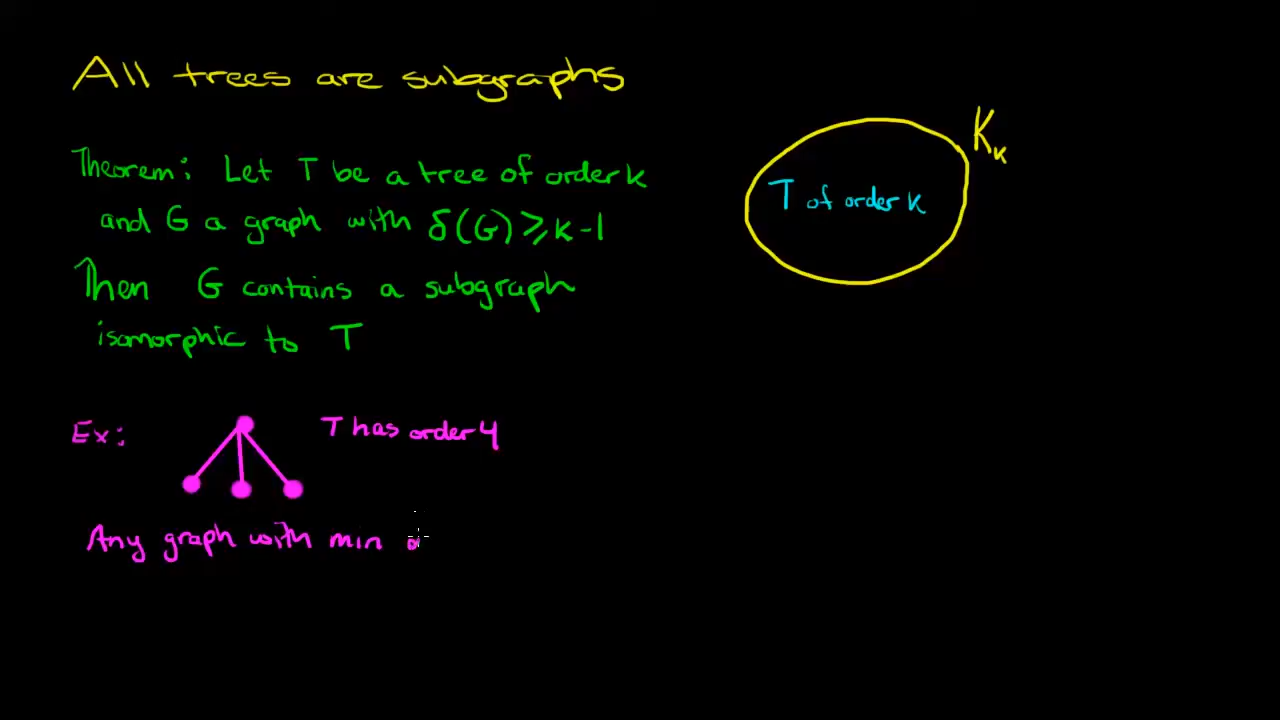 All trees are subgraphs
Theorem: Let T be a tree of order k
and G a graph with δ(G) ≥ k-1
Then G contains a subgraph
isomorphic to T
Ex:
T has order 4
Any graph with min
T of order k
K_k